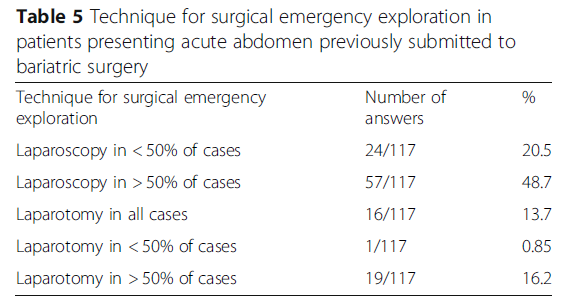 Table 5 Technique for surgical emergency exploration in
patients presenting acute abdomen previously submitted to
bariatric surgery
Technique for surgical emergency exploration Number of answers %
Laparoscopy in < 50% of cases 24/117 20.5
Laparoscopy in > 50% of cases 57/117 48.7
Laparotomy in all cases 16/117 13.7
Laparotomy in < 50% of cases 1/117 0.85
Laparotomy in > 50% of cases 19/117 16.2